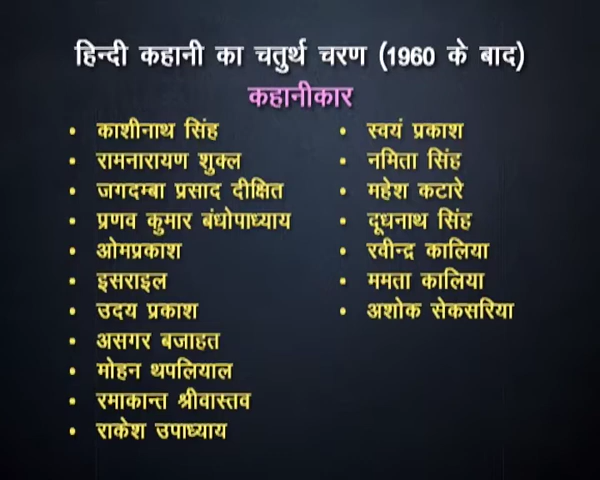 हिन्दी कहानी का चतुर्थ चरण (1960 के बाद)
कहानीकार
• काशीनाथ सिंह
• रामनारायण शुक्ल
• जगदम्बा प्रसाद दीक्षित
• प्रणव कुमार बंधोपाध्याय
• ओमप्रकाश
• इसराइल
• उदय प्रकाश
• असगर बजाहत
• मोहन थपलियाल
• रमाकान्त श्रीवास्तव
• राकेश उपाध्याय
• स्वयं प्रकाश
• नमिता सिंह
• महेश कटारे
• दूधनाथ सिंह
• रवीन्द्र कालिया
• ममता कालिया
• अशोक सेकसरिया